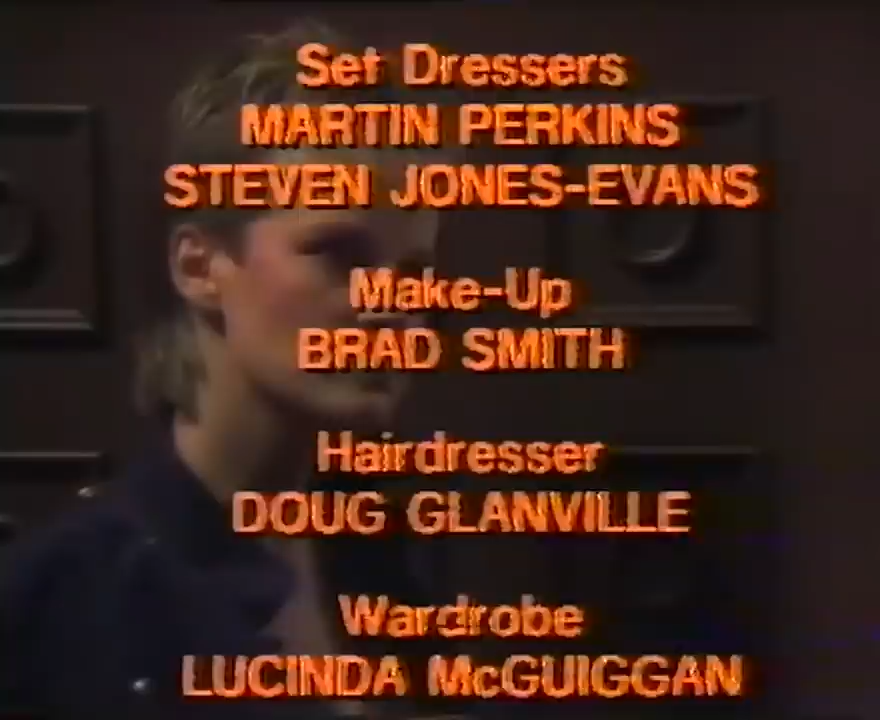 Set Dressers
MARTIN PERKINS
STEVEN JONES-EVANS
Make-Up
BRAD SMITH
Hairdresser
DOUG GLANVILLE
Wardrobe
LUCINDA McGUIGGAN